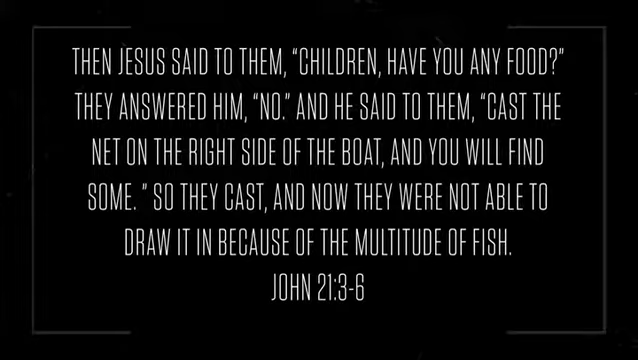 THEN JESUS SAID TO THEM, “CHILDREN, HAVE YOU ANY FOOD?”
THEY ANSWERED HIM, “NO.” AND HE SAID TO THEM, “CAST THE
NET ON THE RIGHT SIDE OF THE BOAT, AND YOU WILL FIND
SOME. ” SO THEY CAST, AND NOW THEY WERE NOT ABLE TO
DRAW IT IN BECAUSE OF THE MULTITUDE OF FISH.
JOHN 21:3-6